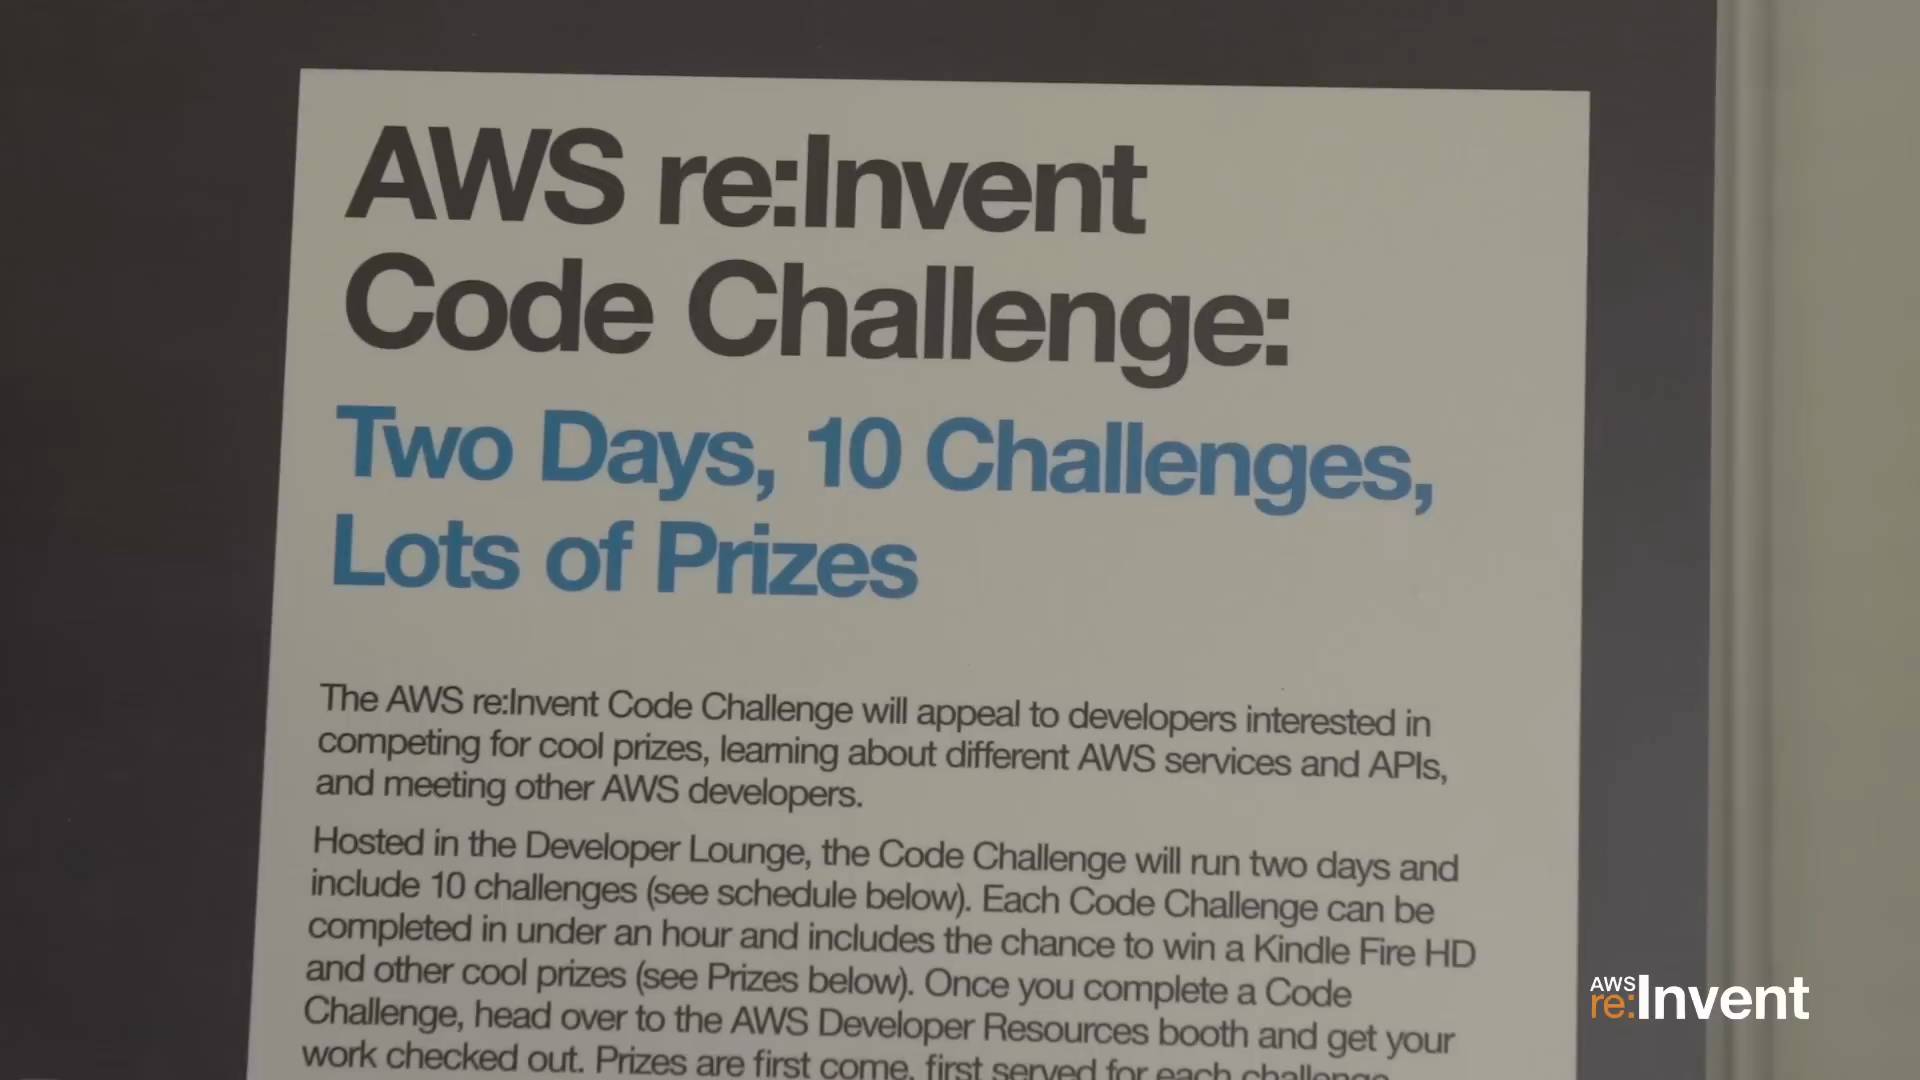 AWS re:Invent
Code Challenge:
Two Days, 10 Challenges,
Lots of Prizes
The AWS re:Invent Code Challenge will appeal to developers interested in
competing for cool prizes, learning about different AWS services and APIs,
and meeting other AWS developers.
Hosted in the Developer Lounge, the Code Challenge will run two days and
include 10 challenges (see schedule below). Each Code Challenge can be
completed in under an hour and includes the chance to win a Kindle Fire HD
and other cool prizes (see Prizes below). Once you complete a Code
Challenge, head over to the AWS Developer Resources booth and get your
work checked out. Prizes are first come, first served for each challenge
AWS
re:Invent